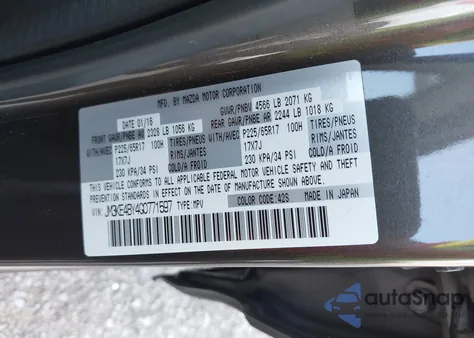 MFD. BY MAZDA MOTOR CORPORATION
DATE 01/16 GVWR/PNBV 4566 LB 2071 KG
FRONT GAWR/PNBE AV 2328 LB 1056 KG REAR GAWR/PNBE AR 2244 LB 1018 KG
WITH/AVEC P225/65R17 100H TIRES/PNEUS WITH/AVEC P225/65R17 100H TIRES/PNEUS
17X7J RIMS/JANTES 17X7J RIMS/JANTES
230 KPA/34 PSI COLD/A FROID 230 KPA/34 PSI COLD/A FROID
THIS VEHICLE CONFORMS TO ALL APPLICABLE FEDERAL MOTOR VEHICLE SAFETY AND
THEFT PREVENTION STANDARDS IN EFFECT ON THE DATE OF MANUFACTURE
SHOWN ABOVE.
VIN: JM3KE4BY4G0771597 TYPE:MPV COLOR CODE:42S MADE IN JAPAN
autoSnap